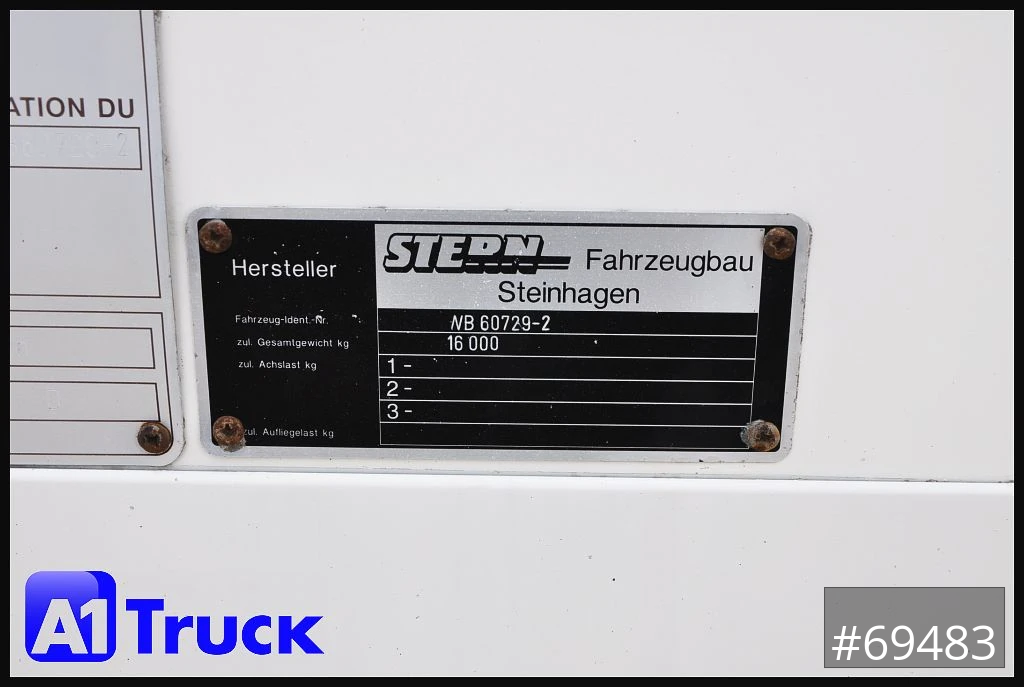 ATION DU
Hersteller
STERN Fahrzeugbau
Steinhagen
Fahrzeug-Ident.-Nr. WB 60729-2
zul. Gesamtgewicht kg 16 000
zul. Achslast kg 1 -
2 -
3 -
zul. Aufliegelast kg
A1 Truck
#69483